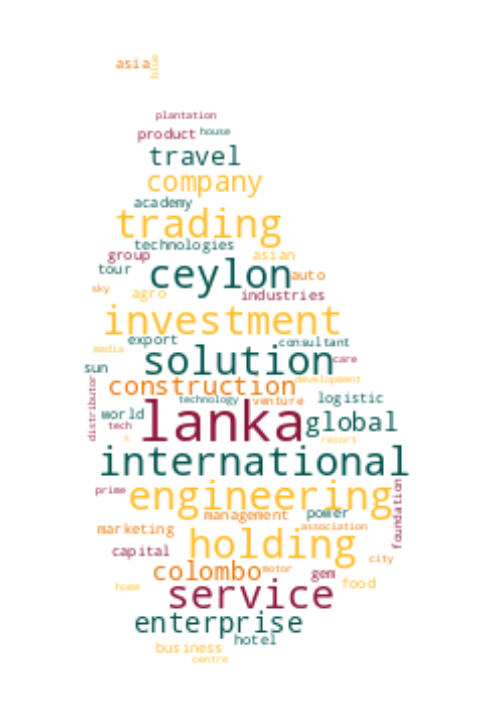 asia blue
plantation
product house
travel
company
academy
trading
technologies
group asian
tour ceylon auto
sky agro industries
investment
export consultant
media solution care
sun development
distributor construction
technology venture logistic
world lanka global
tech
s resort
international
prime engineering foundation
management power
marketing association
holding
capital city
colombo motor gem
home food
service
enterprise
hotel
business
centre